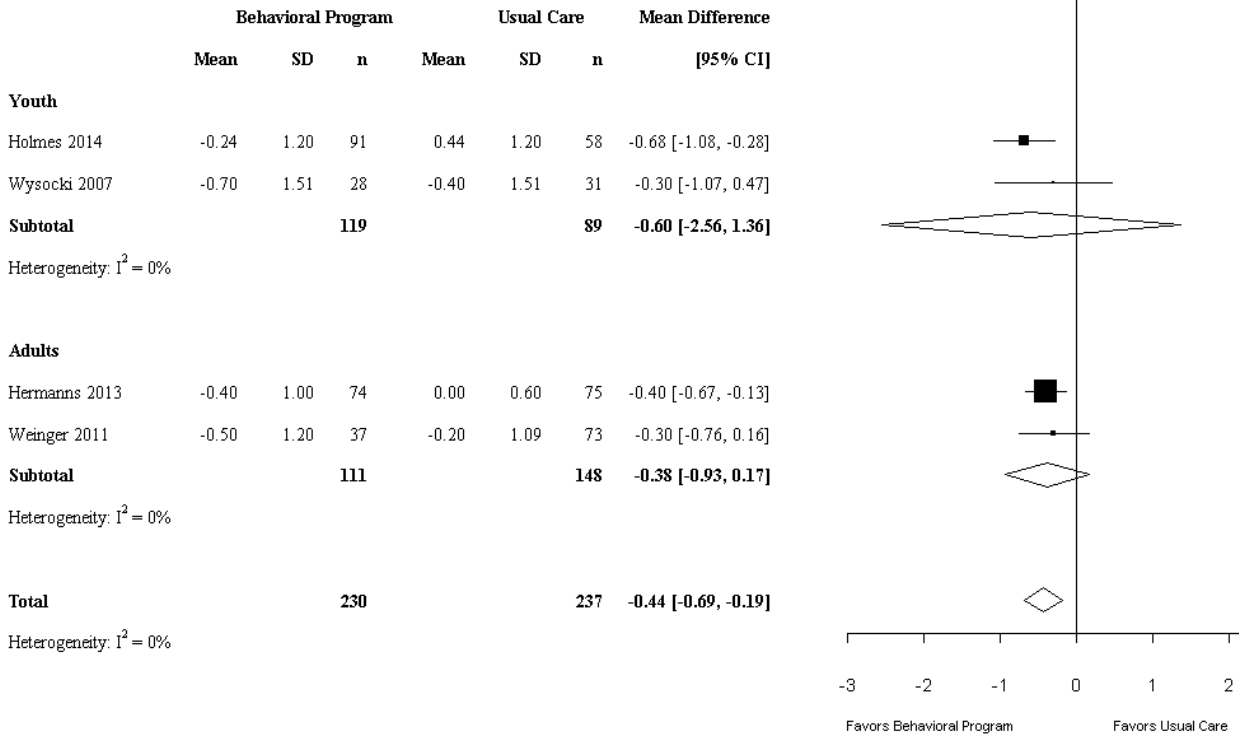 Behavioral Program Usual Care Mean Difference
Mean SD n Mean SD n [95% CI]
Youth
Holmes 2014 -0.24 1.20 91 0.44 1.20 58 -0.68 [-1.08, -0.28]
Wysocki 2007 -0.70 1.51 28 -0.40 1.51 31 -0.30 [-1.07, 0.47]
Subtotal 119 89 -0.60 [-2.56, 1.36]
Heterogeneity: I² = 0%
Adults
Hermanns 2013 -0.40 1.00 74 0.00 0.60 75 -0.40 [-0.67, -0.13]
Weinger 2011 -0.50 1.20 37 -0.20 1.09 73 -0.30 [-0.76, 0.16]
Subtotal 111 148 -0.38 [-0.93, 0.17]
Heterogeneity: I² = 0%
Total 230 237 -0.44 [-0.69, -0.19]
Heterogeneity: I² = 0%
-3 -2 -1 0 1 2
Favors Behavioral Program Favors Usual Care